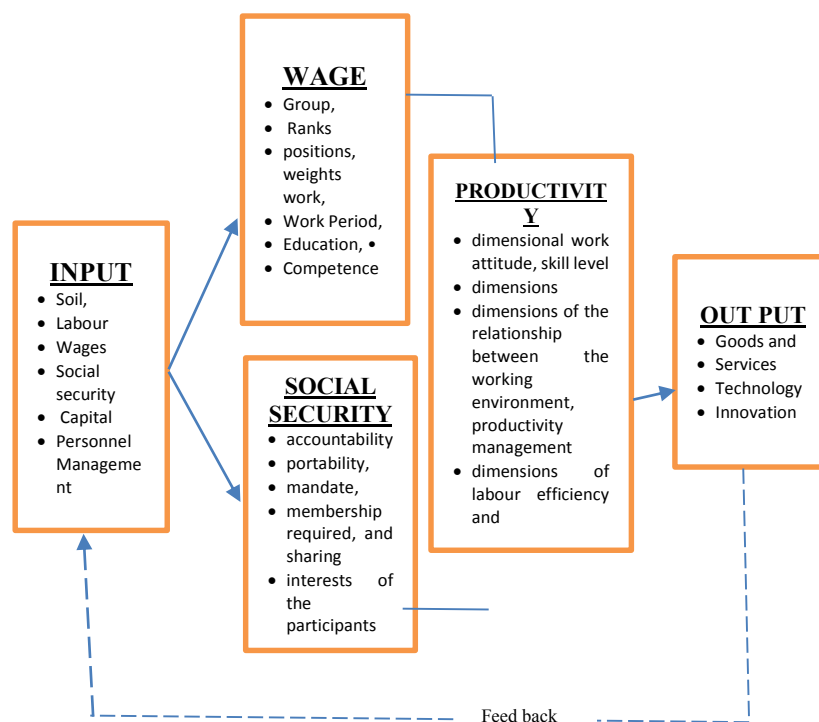 INPUT
• Soil,
• Labour
• Wages
• Social
security
• Capital
• Personnel
Manageme
nt
WAGE
• Group,
• Ranks
• positions,
weights
work,
• Work Period,
• Education, •
• Competence
SOCIAL
SECURITY
• accountability
• portability,
• mandate,
• membership
required, and
sharing
• interests of
the
participants
PRODUCTIVIT
Y
• dimensional work
attitude, skill level
• dimensions
• dimensions of the
relationship
between the
working
environment,
productivity
management
• dimensions of
labour efficiency
and
OUT PUT
• Goods and
• Services
• Technology
• Innovation
Feed back